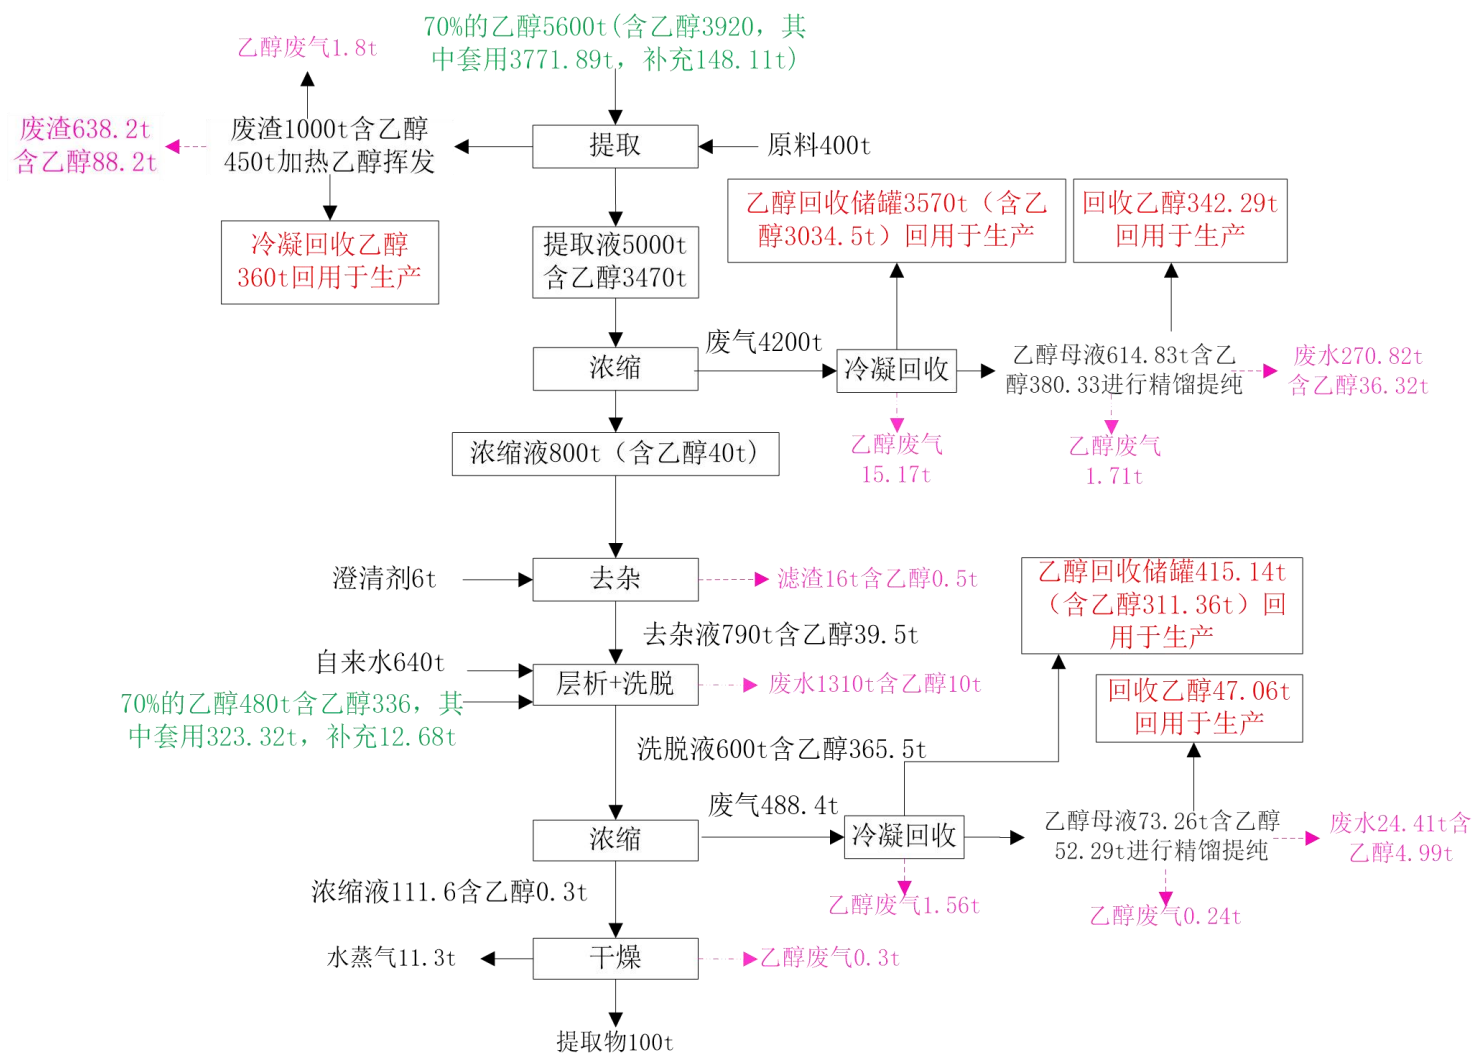 乙醇废气1.8t
70%的乙醇5600t(含乙醇3920，其
中套用3771.89t，补充148.11t)
废渣638.2t
含乙醇88.2t
废渣1000t含乙醇
450t加热乙醇挥发
提取
原料400t
冷凝回收乙醇
360t回用于生产
提取液5000t
含乙醇3470t
乙醇回收储罐3570t（含乙
醇3034.5t）回用于生产
回收乙醇342.29t
回用于生产
浓缩
废气4200t
冷凝回收
乙醇母液614.83t含乙
醇380.33进行精馏提纯
废水270.82t
含乙醇36.32t
乙醇废气
15.17t
乙醇废气
1.71t
浓缩液800t（含乙醇40t)
澄清剂6t
去杂
滤渣16t含乙醇0.5t
乙醇回收储罐415.14t
（含乙醇311.36t）回
用于生产
去杂液790t含乙醇39.5t
自来水640t
70%的乙醇480t含乙醇336，其
中套用323.32t，补充12.68t
层析+洗脱
废水1310t含乙醇10t
回收乙醇47.06t
回用于生产
洗脱液600t含乙醇365.5t
浓缩
废气488.4t
冷凝回收
乙醇母液73.26t含乙醇
52.29t进行精馏提纯
废水24.41t含
乙醇4.99t
乙醇废气1.56t
乙醇废气0.24t
浓缩液111.6含乙醇0.3t
水蒸气11.3t
干燥
乙醇废气0.3t
提取物100t